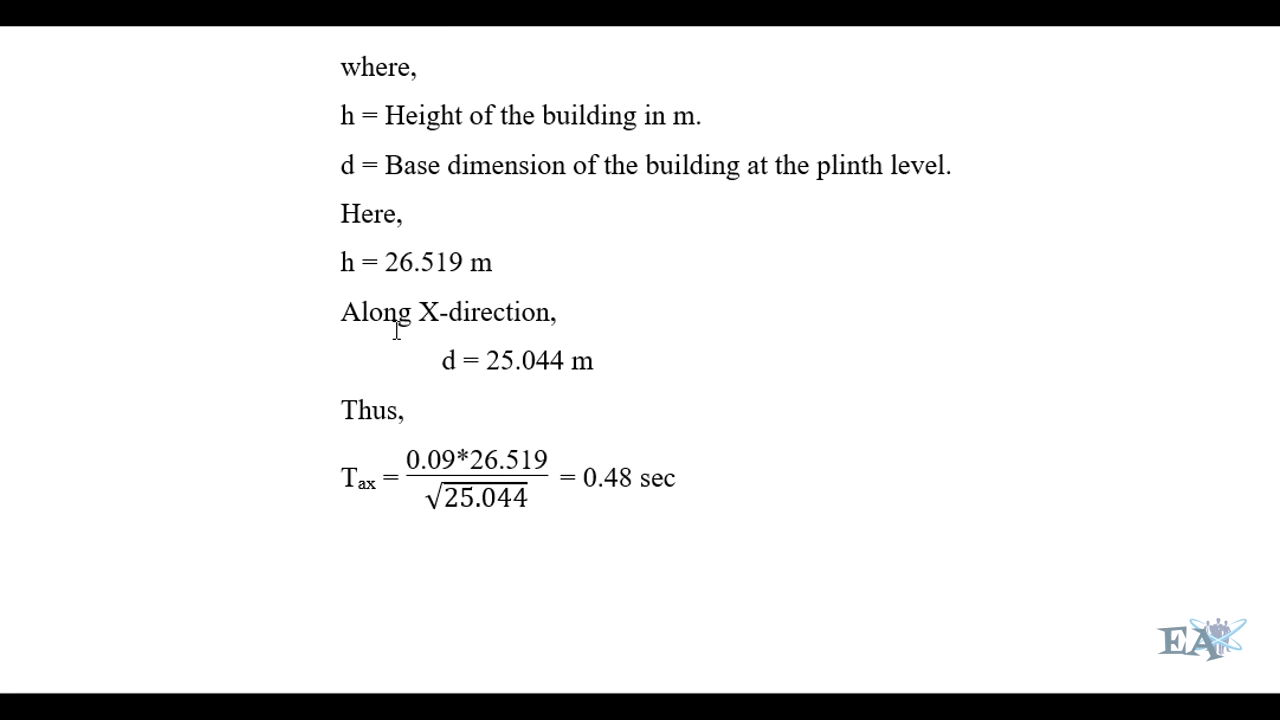 where,
h = Height of the building in m.
d = Base dimension of the building at the plinth level.
Here,
h = 26.519 m
Along X-direction,
d = 25.044 m
Thus,
Tax = 0.09*26.519 / √25.044 = 0.48 sec
EA